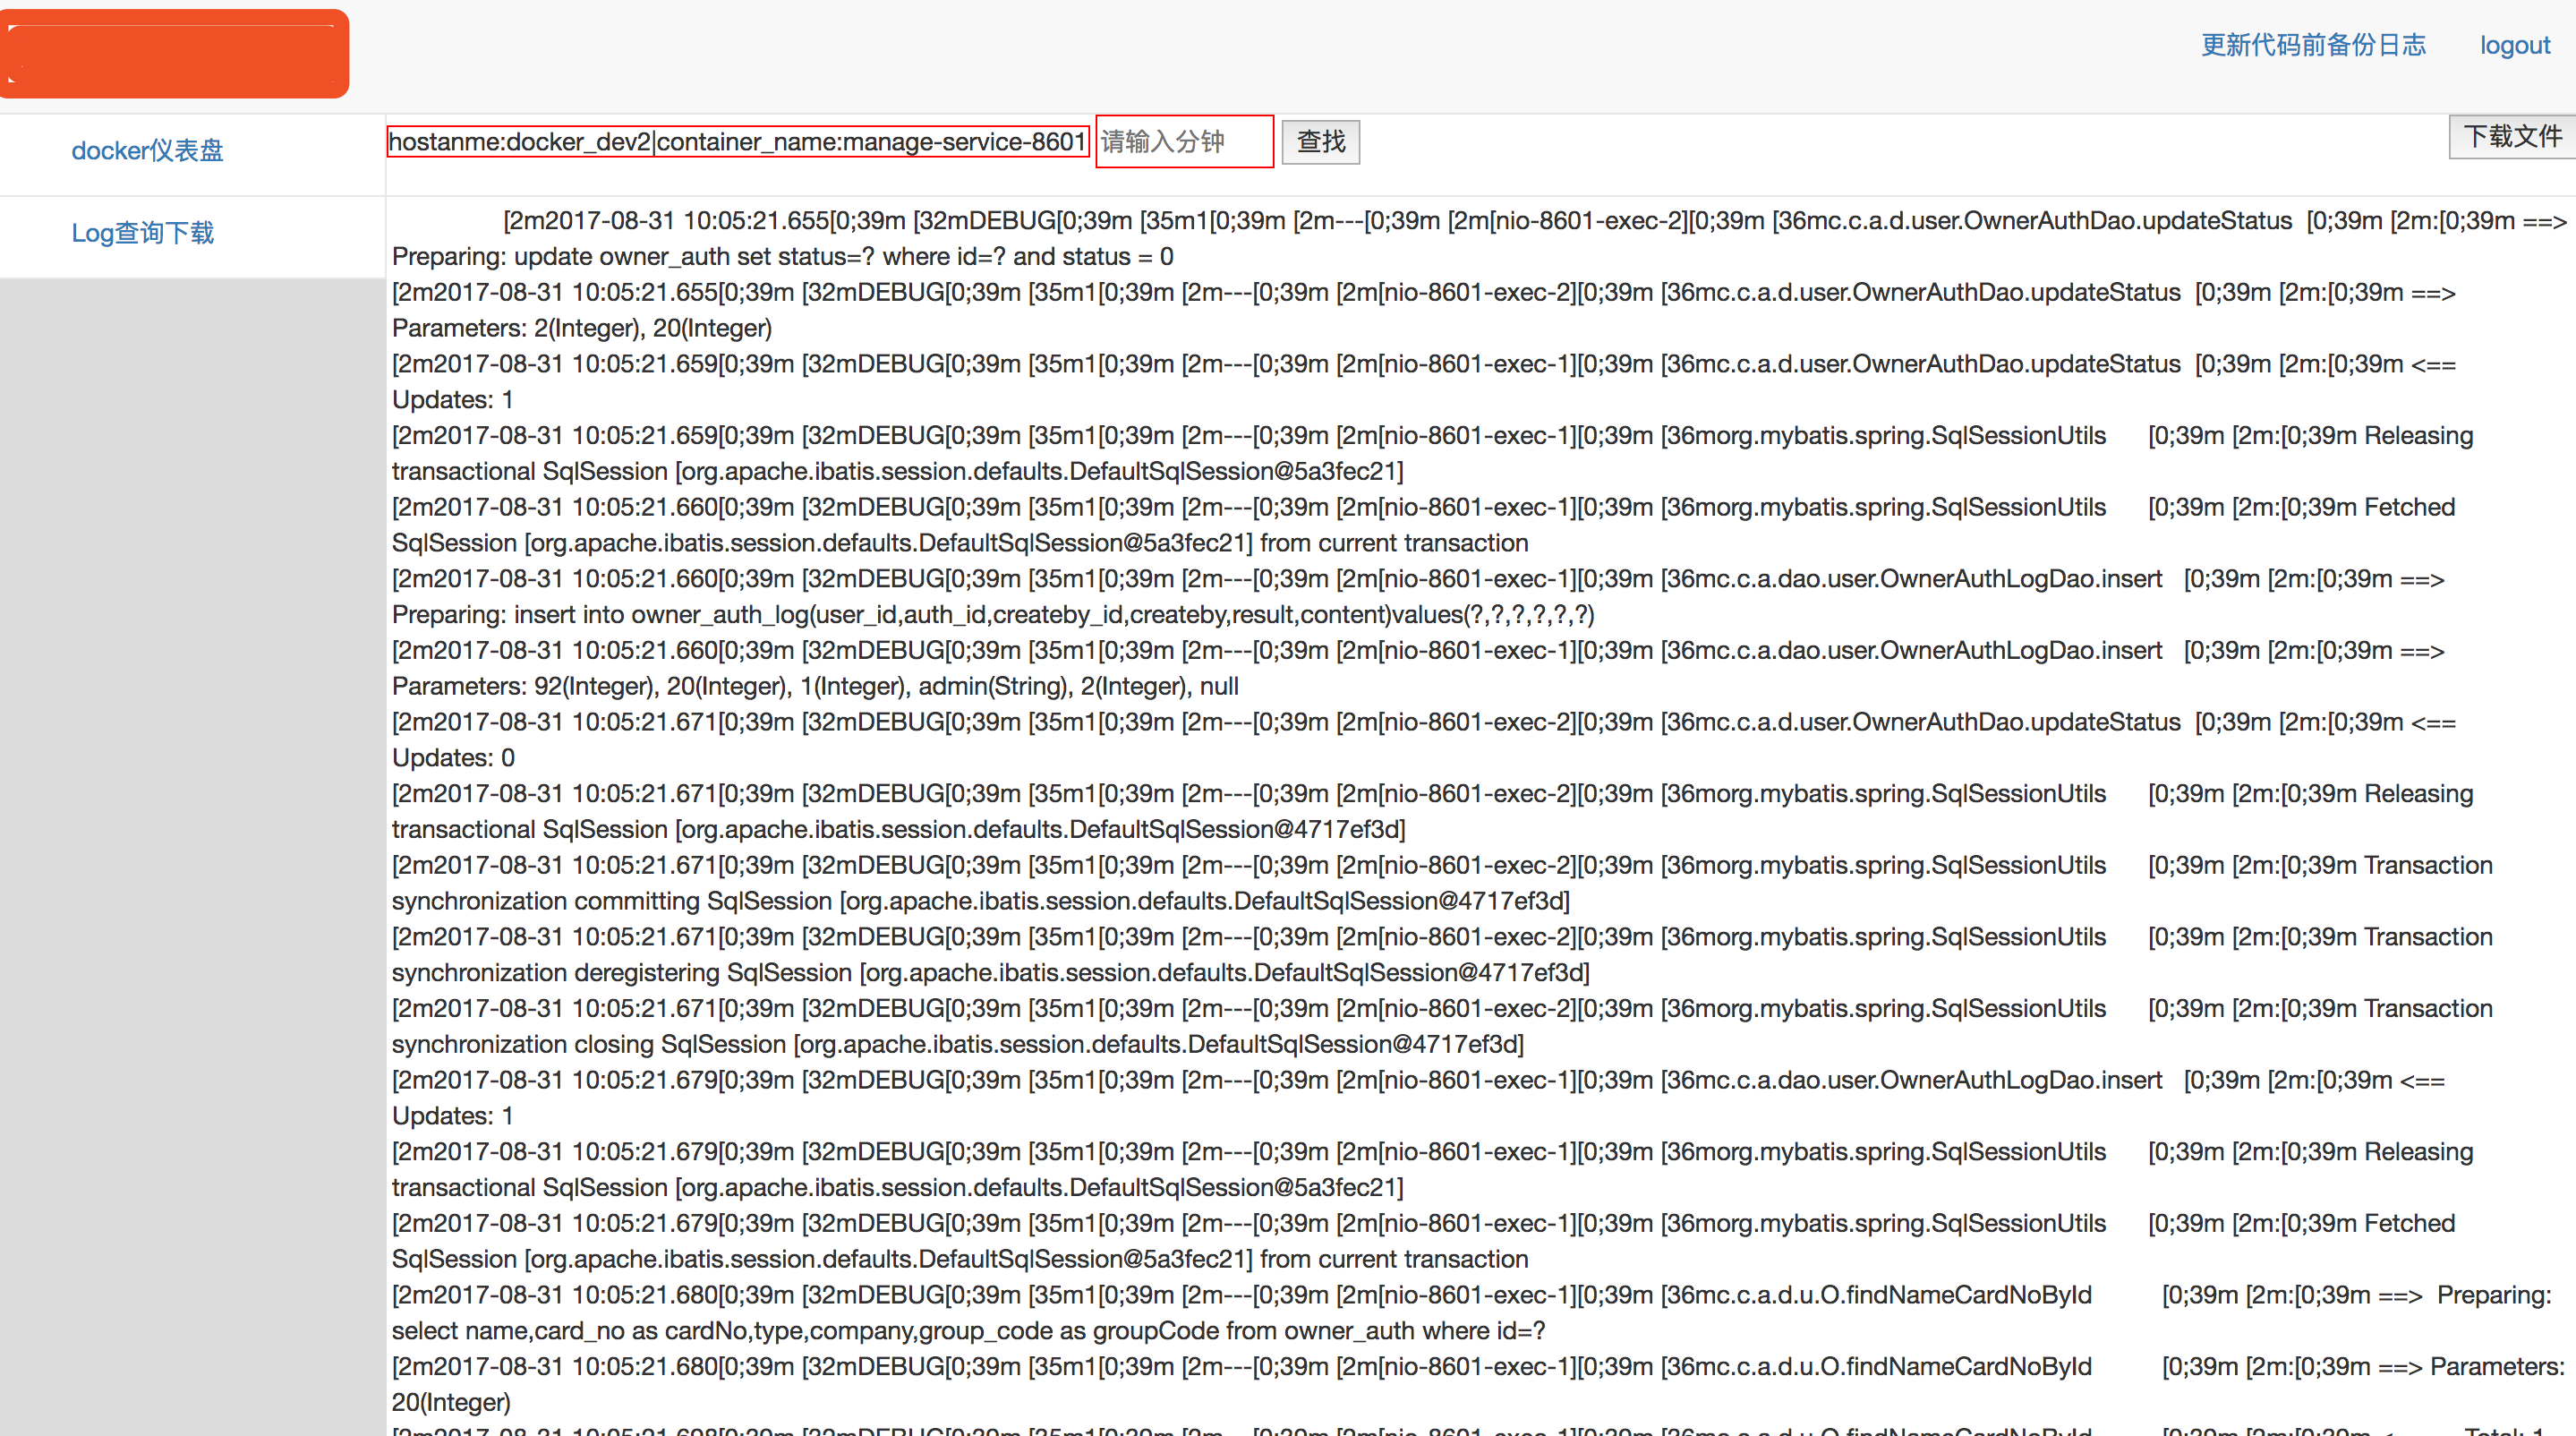 更新代码前备份日志 logout
docker仪表盘
hostanme:docker_dev2|container_name:manage-service-8601 请输入分钟 查找 下载文件
Log查询下载
[2m2017-08-31 10:05:21.655[0;39m [32mDEBUG[0;39m [35m1[0;39m [2m---[0;39m [2m[nio-8601-exec-2][0;39m [36mc.c.a.d.user.OwnerAuthDao.updateStatus [0;39m [2m:[0;39m ==>
Preparing: update owner_auth set status=? where id=? and status = 0
[2m2017-08-31 10:05:21.655[0;39m [32mDEBUG[0;39m [35m1[0;39m [2m---[0;39m [2m[nio-8601-exec-2][0;39m [36mc.c.a.d.user.OwnerAuthDao.updateStatus [0;39m [2m:[0;39m ==>
Parameters: 2(Integer), 20(Integer)
[2m2017-08-31 10:05:21.659[0;39m [32mDEBUG[0;39m [35m1[0;39m [2m---[0;39m [2m[nio-8601-exec-1][0;39m [36mc.c.a.d.user.OwnerAuthDao.updateStatus [0;39m [2m:[0;39m <==
Updates: 1
[2m2017-08-31 10:05:21.659[0;39m [32mDEBUG[0;39m [35m1[0;39m [2m---[0;39m [2m[nio-8601-exec-1][0;39m [36morg.mybatis.spring.SqlSessionUtils [0;39m [2m:[0;39m Releasing
transactional SqlSession [org.apache.ibatis.session.defaults.DefaultSqlSession@5a3fec21]
[2m2017-08-31 10:05:21.660[0;39m [32mDEBUG[0;39m [35m1[0;39m [2m---[0;39m [2m[nio-8601-exec-1][0;39m [36morg.mybatis.spring.SqlSessionUtils [0;39m [2m:[0;39m Fetched
SqlSession [org.apache.ibatis.session.defaults.DefaultSqlSession@5a3fec21] from current transaction
[2m2017-08-31 10:05:21.660[0;39m [32mDEBUG[0;39m [35m1[0;39m [2m---[0;39m [2m[nio-8601-exec-1][0;39m [36mc.c.a.dao.user.OwnerAuthLogDao.insert [0;39m [2m:[0;39m ==>
Preparing: insert into owner_auth_log(user_id,auth_id,createby_id,createby,result,content)values(?,?,?,?,?,?)
[2m2017-08-31 10:05:21.660[0;39m [32mDEBUG[0;39m [35m1[0;39m [2m---[0;39m [2m[nio-8601-exec-1][0;39m [36mc.c.a.dao.user.OwnerAuthLogDao.insert [0;39m [2m:[0;39m ==>
Parameters: 92(Integer), 20(Integer), 1(Integer), admin(String), 2(Integer), null
[2m2017-08-31 10:05:21.671[0;39m [32mDEBUG[0;39m [35m1[0;39m [2m---[0;39m [2m[nio-8601-exec-2][0;39m [36mc.c.a.d.user.OwnerAuthDao.updateStatus [0;39m [2m:[0;39m <==
Updates: 0
[2m2017-08-31 10:05:21.671[0;39m [32mDEBUG[0;39m [35m1[0;39m [2m---[0;39m [2m[nio-8601-exec-2][0;39m [36morg.mybatis.spring.SqlSessionUtils [0;39m [2m:[0;39m Releasing
transactional SqlSession [org.apache.ibatis.session.defaults.DefaultSqlSession@4717ef3d]
[2m2017-08-31 10:05:21.671[0;39m [32mDEBUG[0;39m [35m1[0;39m [2m---[0;39m [2m[nio-8601-exec-2][0;39m [36morg.mybatis.spring.SqlSessionUtils [0;39m [2m:[0;39m Transaction
synchronization committing SqlSession [org.apache.ibatis.session.defaults.DefaultSqlSession@4717ef3d]
[2m2017-08-31 10:05:21.671[0;39m [32mDEBUG[0;39m [35m1[0;39m [2m---[0;39m [2m[nio-8601-exec-2][0;39m [36morg.mybatis.spring.SqlSessionUtils [0;39m [2m:[0;39m Transaction
synchronization deregistering SqlSession [org.apache.ibatis.session.defaults.DefaultSqlSession@4717ef3d]
[2m2017-08-31 10:05:21.671[0;39m [32mDEBUG[0;39m [35m1[0;39m [2m---[0;39m [2m[nio-8601-exec-2][0;39m [36morg.mybatis.spring.SqlSessionUtils [0;39m [2m:[0;39m Transaction
synchronization closing SqlSession [org.apache.ibatis.session.defaults.DefaultSqlSession@4717ef3d]
[2m2017-08-31 10:05:21.679[0;39m [32mDEBUG[0;39m [35m1[0;39m [2m---[0;39m [2m[nio-8601-exec-1][0;39m [36mc.c.a.dao.user.OwnerAuthLogDao.insert [0;39m [2m:[0;39m <==
Updates: 1
[2m2017-08-31 10:05:21.679[0;39m [32mDEBUG[0;39m [35m1[0;39m [2m---[0;39m [2m[nio-8601-exec-1][0;39m [36morg.mybatis.spring.SqlSessionUtils [0;39m [2m:[0;39m Releasing
transactional SqlSession [org.apache.ibatis.session.defaults.DefaultSqlSession@5a3fec21]
[2m2017-08-31 10:05:21.679[0;39m [32mDEBUG[0;39m [35m1[0;39m [2m---[0;39m [2m[nio-8601-exec-1][0;39m [36morg.mybatis.spring.SqlSessionUtils [0;39m [2m:[0;39m Fetched
SqlSession [org.apache.ibatis.session.defaults.DefaultSqlSession@5a3fec21] from current transaction
[2m2017-08-31 10:05:21.680[0;39m [32mDEBUG[0;39m [35m1[0;39m [2m---[0;39m [2m[nio-8601-exec-1][0;39m [36mc.c.a.d.u.O.findNameCardNoById [0;39m [2m:[0;39m ==> Preparing:
select name,card_no as cardNo,type,company,group_code as groupCode from owner_auth where id=?
[2m2017-08-31 10:05:21.680[0;39m [32mDEBUG[0;39m [35m1[0;39m [2m---[0;39m [2m[nio-8601-exec-1][0;39m [36mc.c.a.d.u.O.findNameCardNoById [0;39m [2m:[0;39m ==> Parameters:
20(Integer)